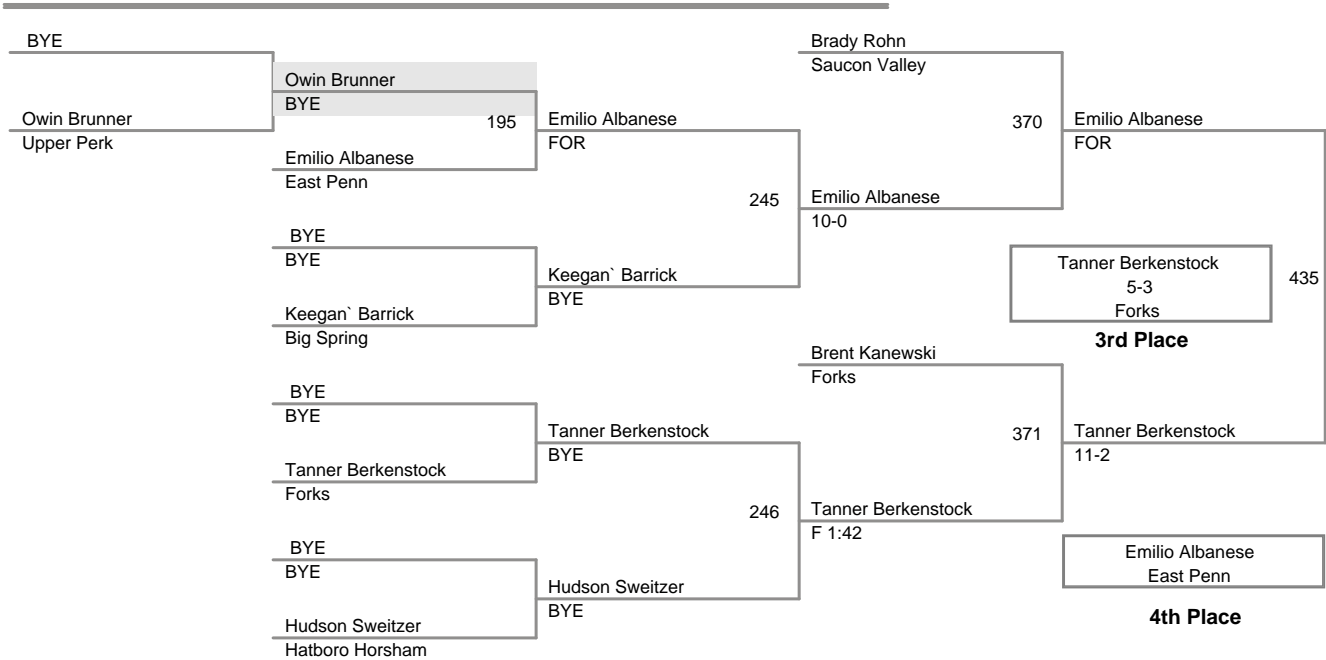 BYE
Owin Brunner
Upper Perk
Owin Brunner
BYE
195
Emilio Albanese
East Penn
BYE
BYE
Keegan` Barrick
Big Spring
BYE
BYE
Tanner Berkenstock
Forks
BYE
BYE
Hudson Sweitzer
Hatboro Horsham
Emilio Albanese
FOR
245
Keegan` Barrick
BYE
Tanner Berkenstock
BYE
246
Hudson Sweitzer
BYE
Brady Rohn
Saucon Valley
370
Emilio Albanese
10-0
Brent Kanewski
Forks
371
Tanner Berkenstock
F 1:42
Emilio Albanese
FOR
Tanner Berkenstock
5-3
Forks
435
3rd Place
Tanner Berkenstock
11-2
Emilio Albanese
East Penn
4th Place